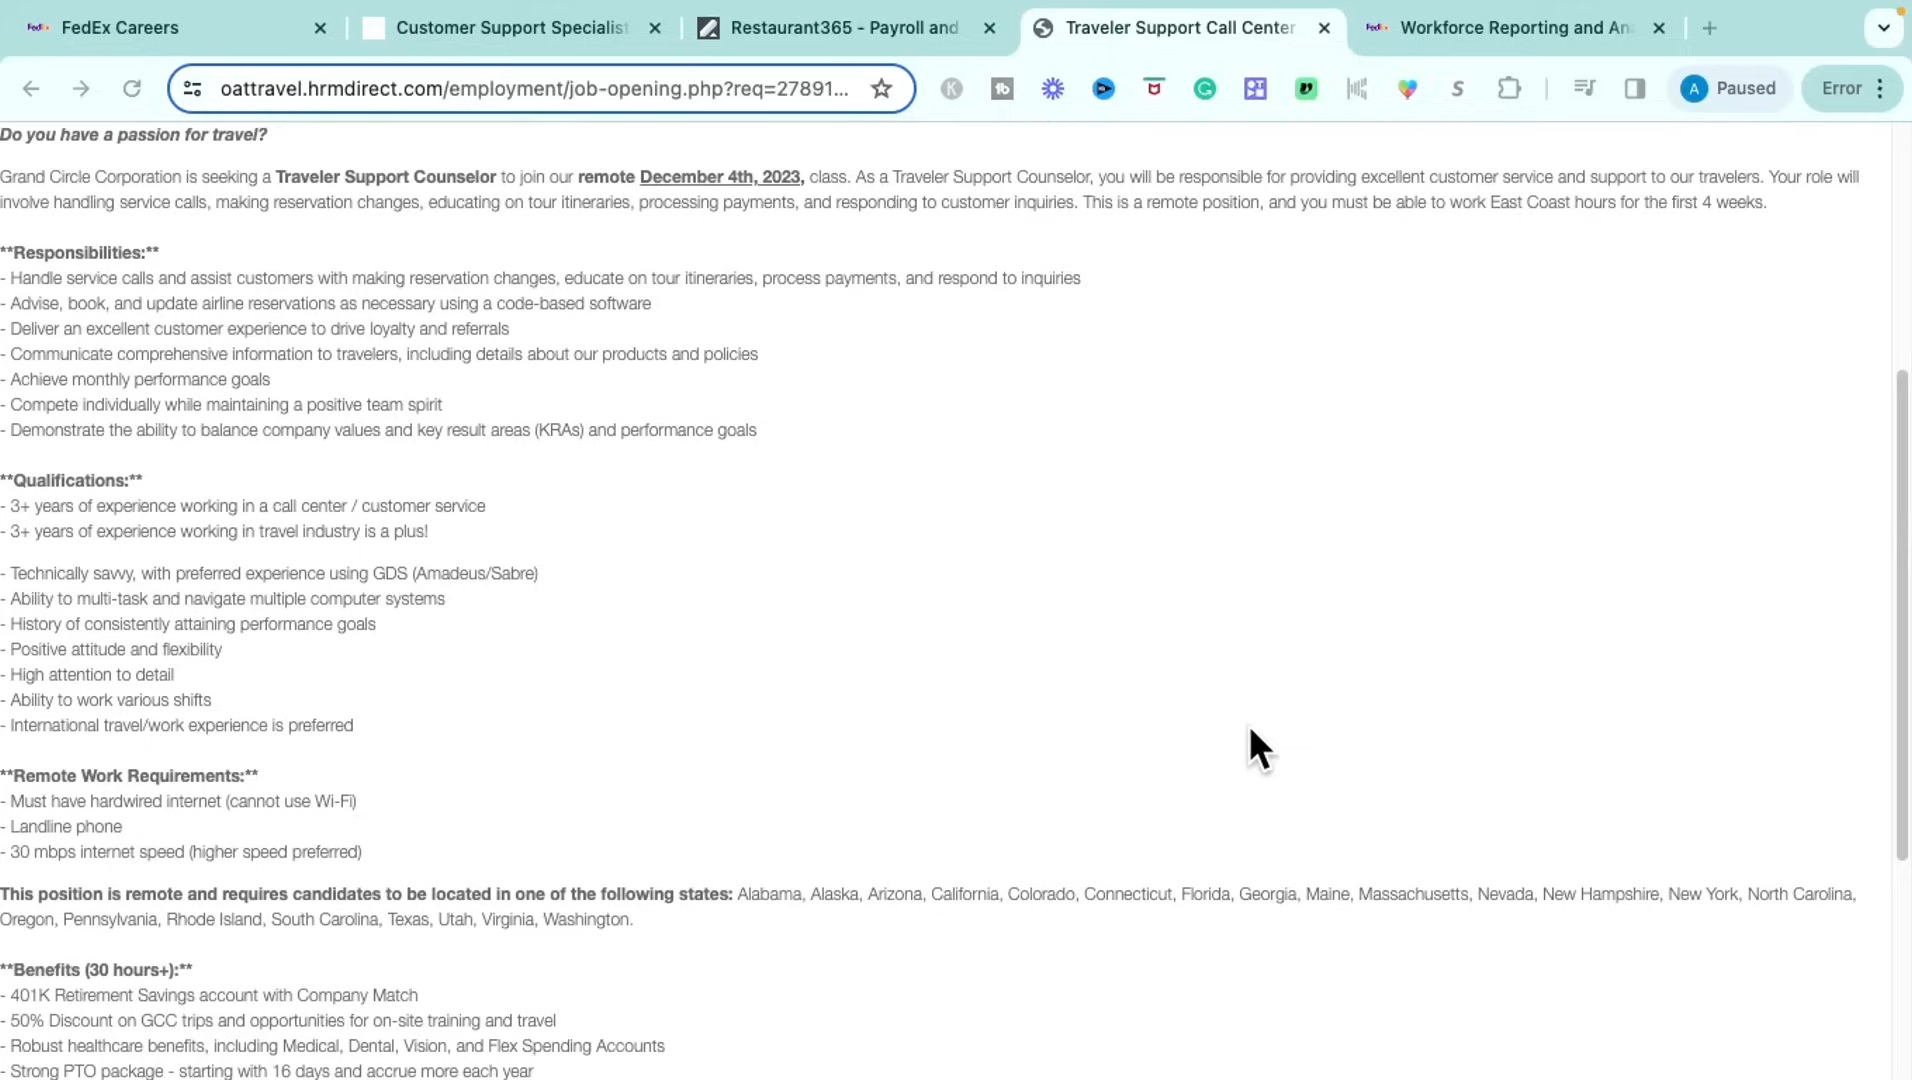 FedEx Careers
Customer Support Specialist
Restaurant365 - Payroll and
Traveler Support Call Center
Workforce Reporting and An
oattravel.hrmdirect.com/employment/job-opening.php?req=27891...
A Paused
Error
Do you have a passion for travel?
Grand Circle Corporation is seeking a Traveler Support Counselor to join our remote December 4th, 2023, class. As a Traveler Support Counselor, you will be responsible for providing excellent customer service and support to our travelers. Your role will
involve handling service calls, making reservation changes, educating on tour itineraries, processing payments, and responding to customer inquiries. This is a remote position, and you must be able to work East Coast hours for the first 4 weeks.
**Responsibilities:**
- Handle service calls and assist customers with making reservation changes, educate on tour itineraries, process payments, and respond to inquiries
- Advise, book, and update airline reservations as necessary using a code-based software
- Deliver an excellent customer experience to drive loyalty and referrals
- Communicate comprehensive information to travelers, including details about our products and policies
- Achieve monthly performance goals
- Compete individually while maintaining a positive team spirit
- Demonstrate the ability to balance company values and key result areas (KRAs) and performance goals
**Qualifications:**
- 3+ years of experience working in a call center / customer service
- 3+ years of experience working in travel industry is a plus!
- Technically savvy, with preferred experience using GDS (Amadeus/Sabre)
- Ability to multi-task and navigate multiple computer systems
- History of consistently attaining performance goals
- Positive attitude and flexibility
- High attention to detail
- Ability to work various shifts
- International travel/work experience is preferred
**Remote Work Requirements:**
- Must have hardwired internet (cannot use Wi-Fi)
- Landline phone
- 30 mbps internet speed (higher speed preferred)
This position is remote and requires candidates to be located in one of the following states: Alabama, Alaska, Arizona, California, Colorado, Connecticut, Florida, Georgia, Maine, Massachusetts, Nevada, New Hampshire, New York, North Carolina,
Oregon, Pennsylvania, Rhode Island, South Carolina, Texas, Utah, Virginia, Washington.
**Benefits (30 hours+):**
- 401K Retirement Savings account with Company Match
- 50% Discount on GCC trips and opportunities for on-site training and travel
- Robust healthcare benefits, including Medical, Dental, Vision, and Flex Spending Accounts
- Strong PTO package - starting with 16 days and accrue more each year